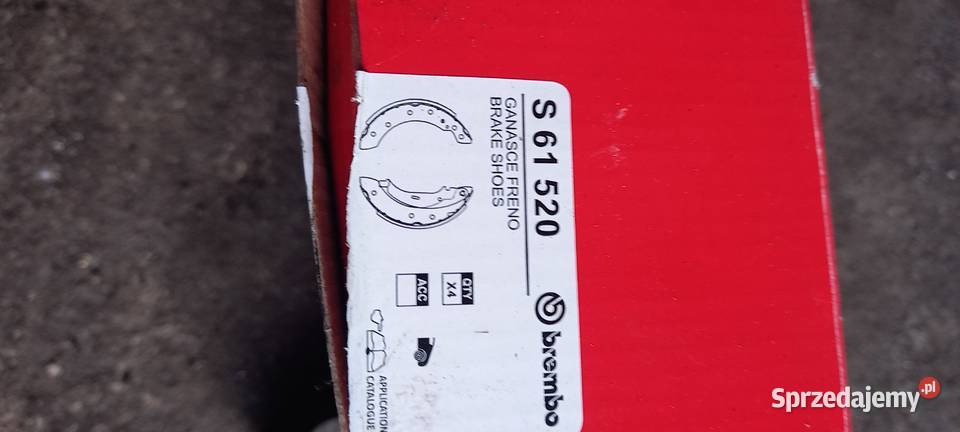 S 61 520
GANASCE FRENO
BRAKE SHOES
brembo
QTY
X4
ACC
APPLICATION
CATALOGUE
Sprzedajemy.pl